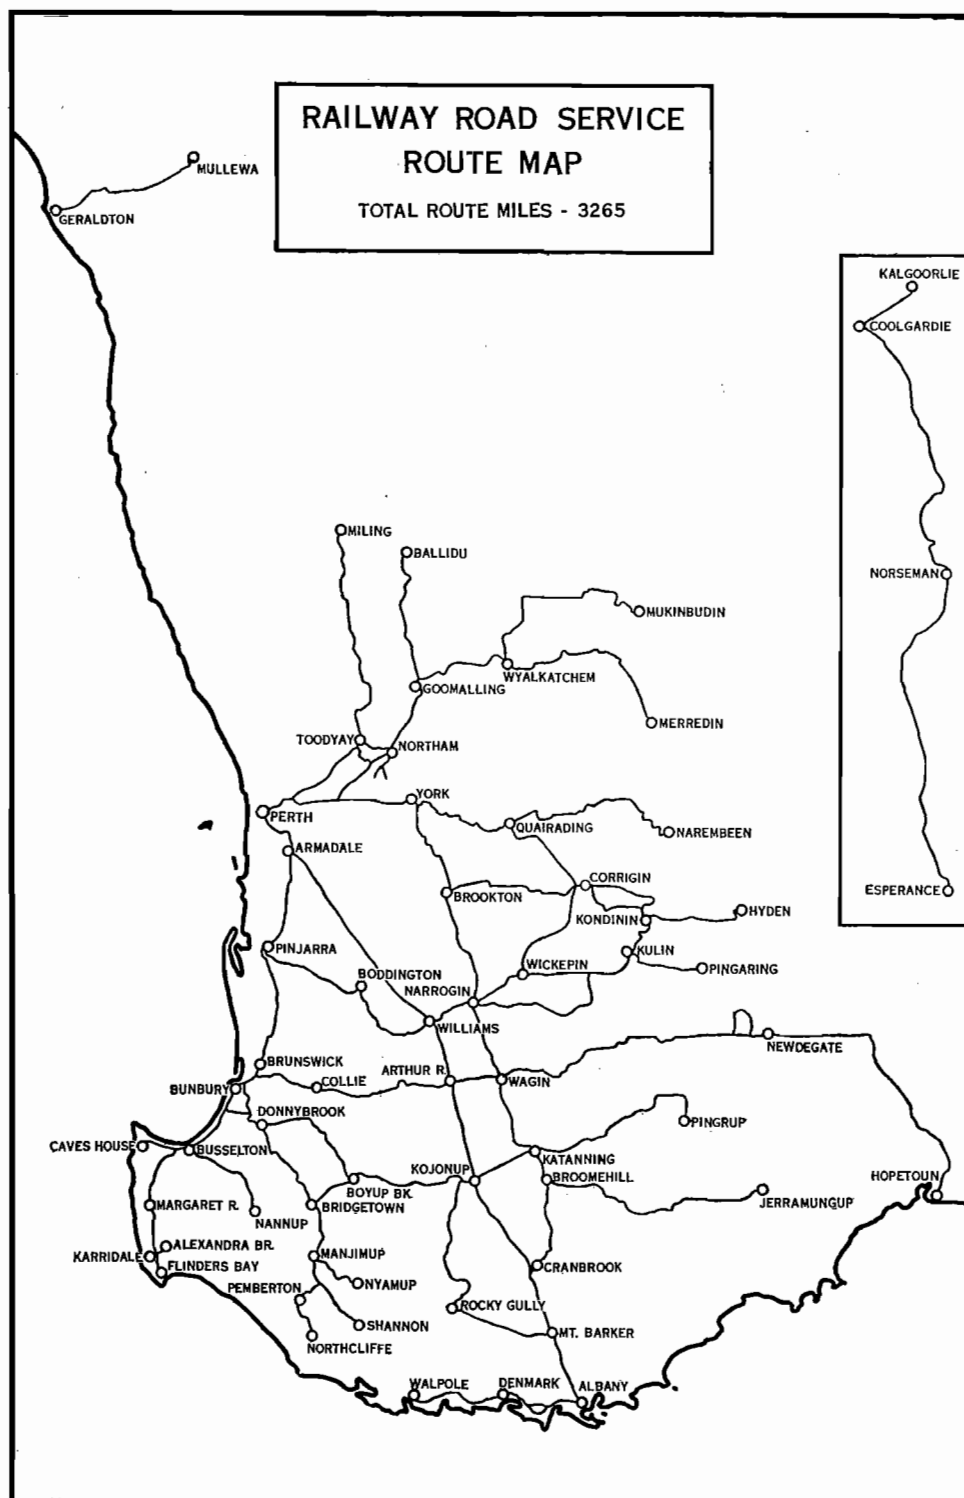 RAILWAY ROAD SERVICE
ROUTE MAP
TOTAL ROUTE MILES - 3265
MULLEWA
GERALDTON
KALGOORLIE
COOLGARDIE
NORSEMAN
ESPERANCE
MILING
BALLIDU
MUKINBUDIN
WYALKATCHEM
GOOMALLING
MERREDIN
TOODYAY
NORTHAM
YORK
PERTH
QUAIRADING
NAREMBEEN
ARMADALE
CORRIGIN
BROOKTON
HYDEN
KONDININ
PINJARRA
KULIN
WICKEPIN
PINGARING
BODDINGTON
NARROGIN
WILLIAMS
NEWDEGATE
BRUNSWICK
ARTHUR R.
WAGIN
BUNBURY
COLLIE
DONNYBROOK
PINGRUP
CAVES HOUSE
BUSSELTON
KATANNING
KOJONUP
BROOMEHILL
BOYUP BK.
HOPETOUN
MARGARET R.
BRIDGETOWN
JERRAMUNGUP
NANNUP
ALEXANDRA BR.
KARRIDALE
MANJIMUP
FLINDERS BAY
CRANBROOK
PEMBERTON
NYAMUP
ROCKY GULLY
SHANNON
MT. BARKER
NORTHCLIFFE
WALPOLE
DENMARK
ALBANY